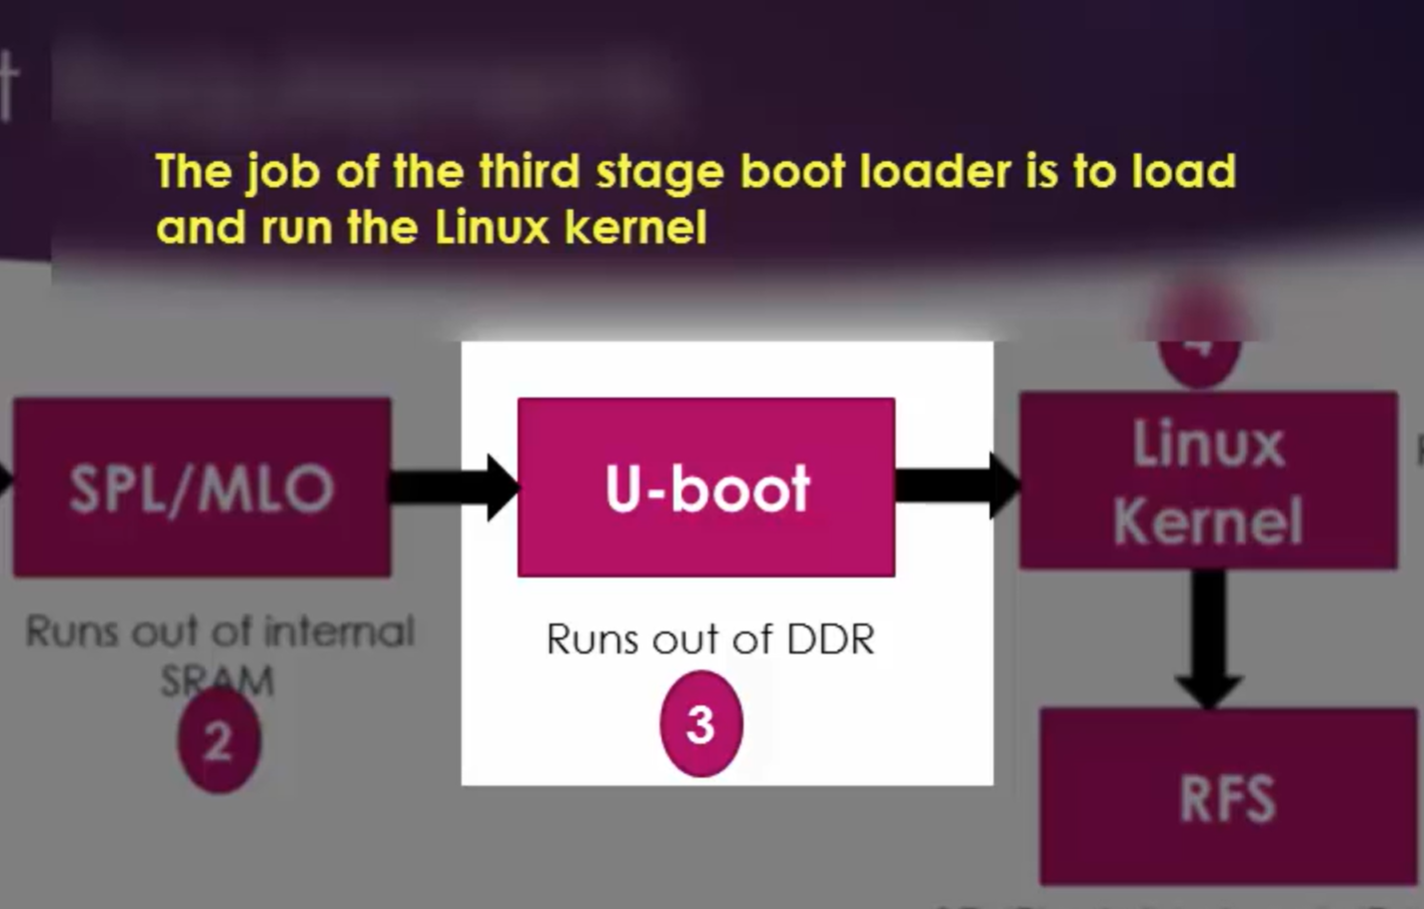 t
The job of the third stage boot loader is to load
and run the Linux kernel
4
SPL/MLO
U-boot
Linux
Kernel
Runs out of internal
SRAM
Runs out of DDR
2
3
RFS